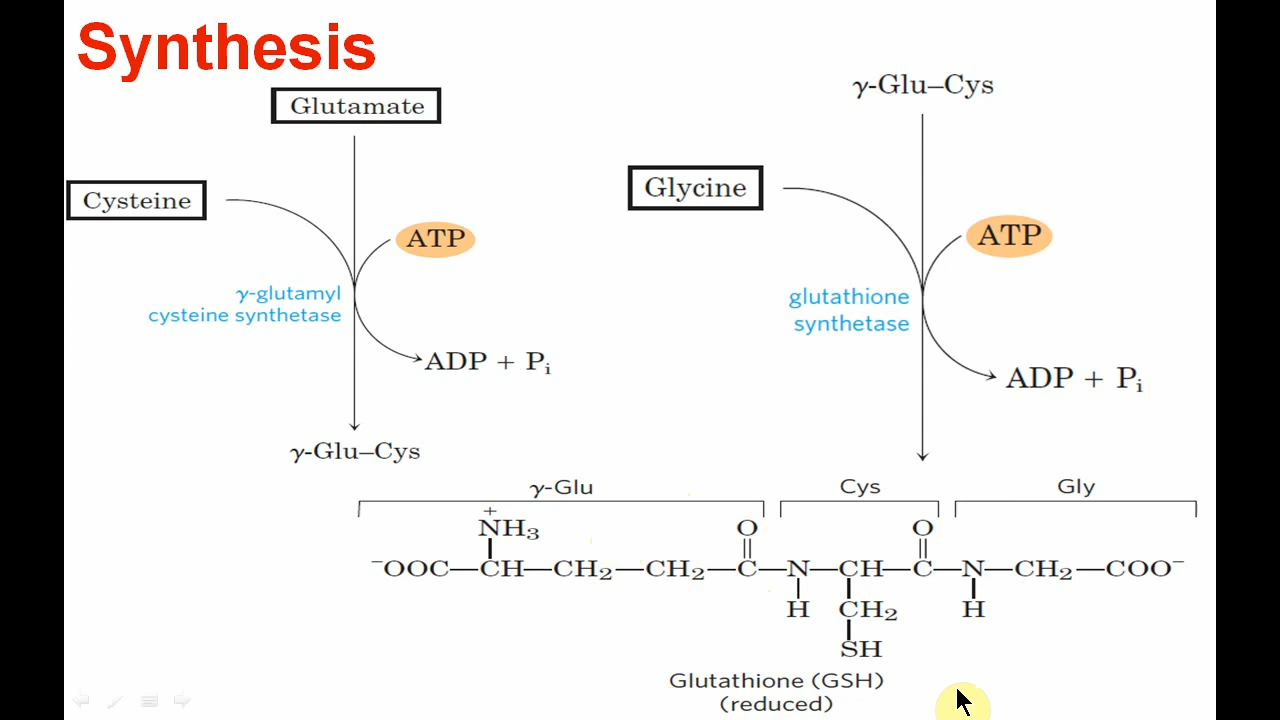 Synthesis
Glutamate
Cysteine
ATP
γ-glutamyl
cysteine synthetase
ADP + Pi
γ-Glu–Cys
γ-Glu–Cys
Glycine
ATP
glutathione
synthetase
ADP + Pi
γ-Glu Cys Gly
+
NH3 O O
⁻OOC—CH—CH2—CH2—C—N—CH—C—N—CH2—COO⁻
H CH2 H
SH
Glutathione (GSH)
(reduced)